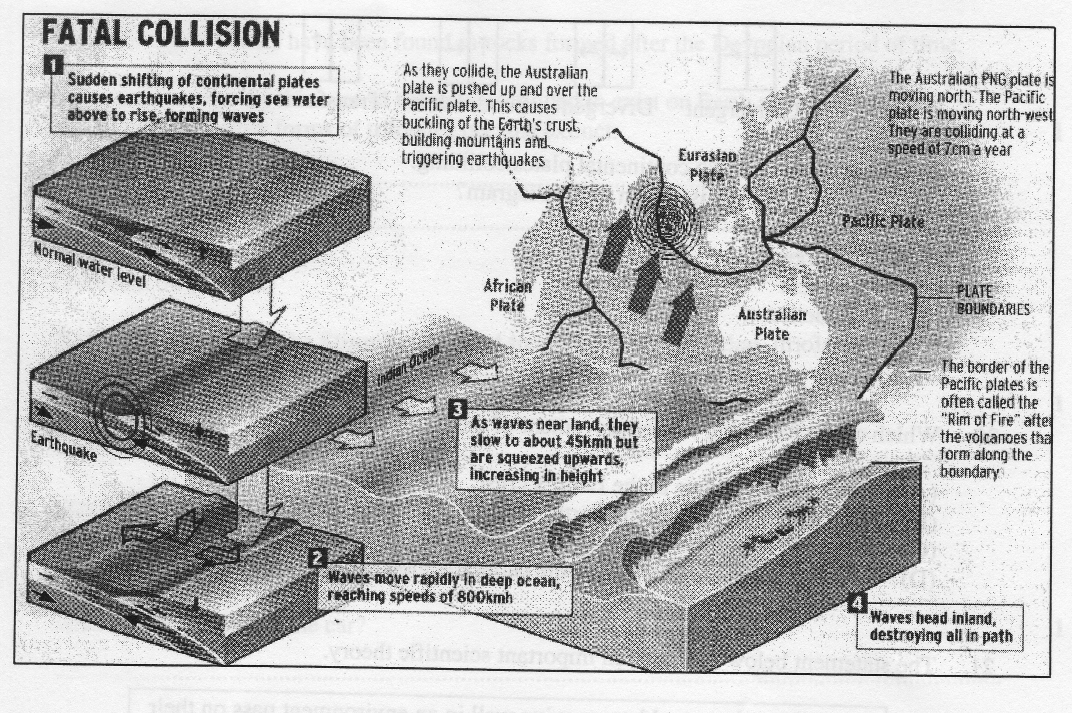 FATAL COLLISION
1
Sudden shifting of continental plates
causes earthquakes, forcing sea water
above to rise, forming waves
As they collide, the Australian
plate is pushed up and over the
Pacific plate. This causes
buckling of the Earth's crust,
building mountains and
triggering earthquakes
The Australian PNG plate is
moving north. The Pacific
plate is moving north-west
They are colliding at a
speed of 7cm a year
Eurasian
Plate
Pacific Plate
Normal water level
African
Plate
Australian
Plate
PLATE
BOUNDARIES
Indian Ocean
The border of the
Pacific plates is
often called the
"Rim of Fire" after
the volcanoes tha
form along the
boundary
3
As waves near land, they
slow to about 45kmh but
are squeezed upwards,
increasing in height
Earthquake
2
Waves move rapidly in deep ocean,
reaching speeds of 800kmh
4
Waves head inland,
destroying all in path